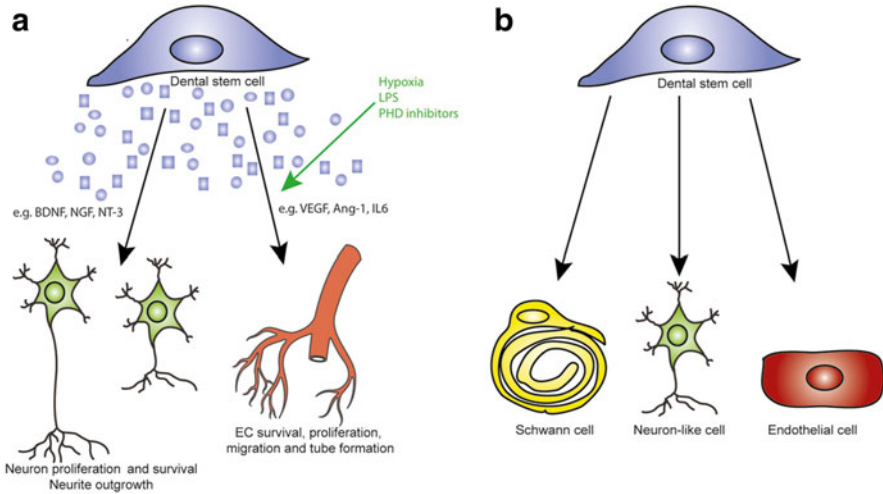 a
Dental stem cell
Hypoxia
LPS
PHD inhibitors
e.g. BDNF, NGF, NT-3
e.g. VEGF, Ang-1, IL6
EC survival, proliferation,
migration and tube formation
Neuron proliferation and survival
Neurite outgrowth
b
Dental stem cell
Schwann cell
Neuron-like cell
Endothelial cell